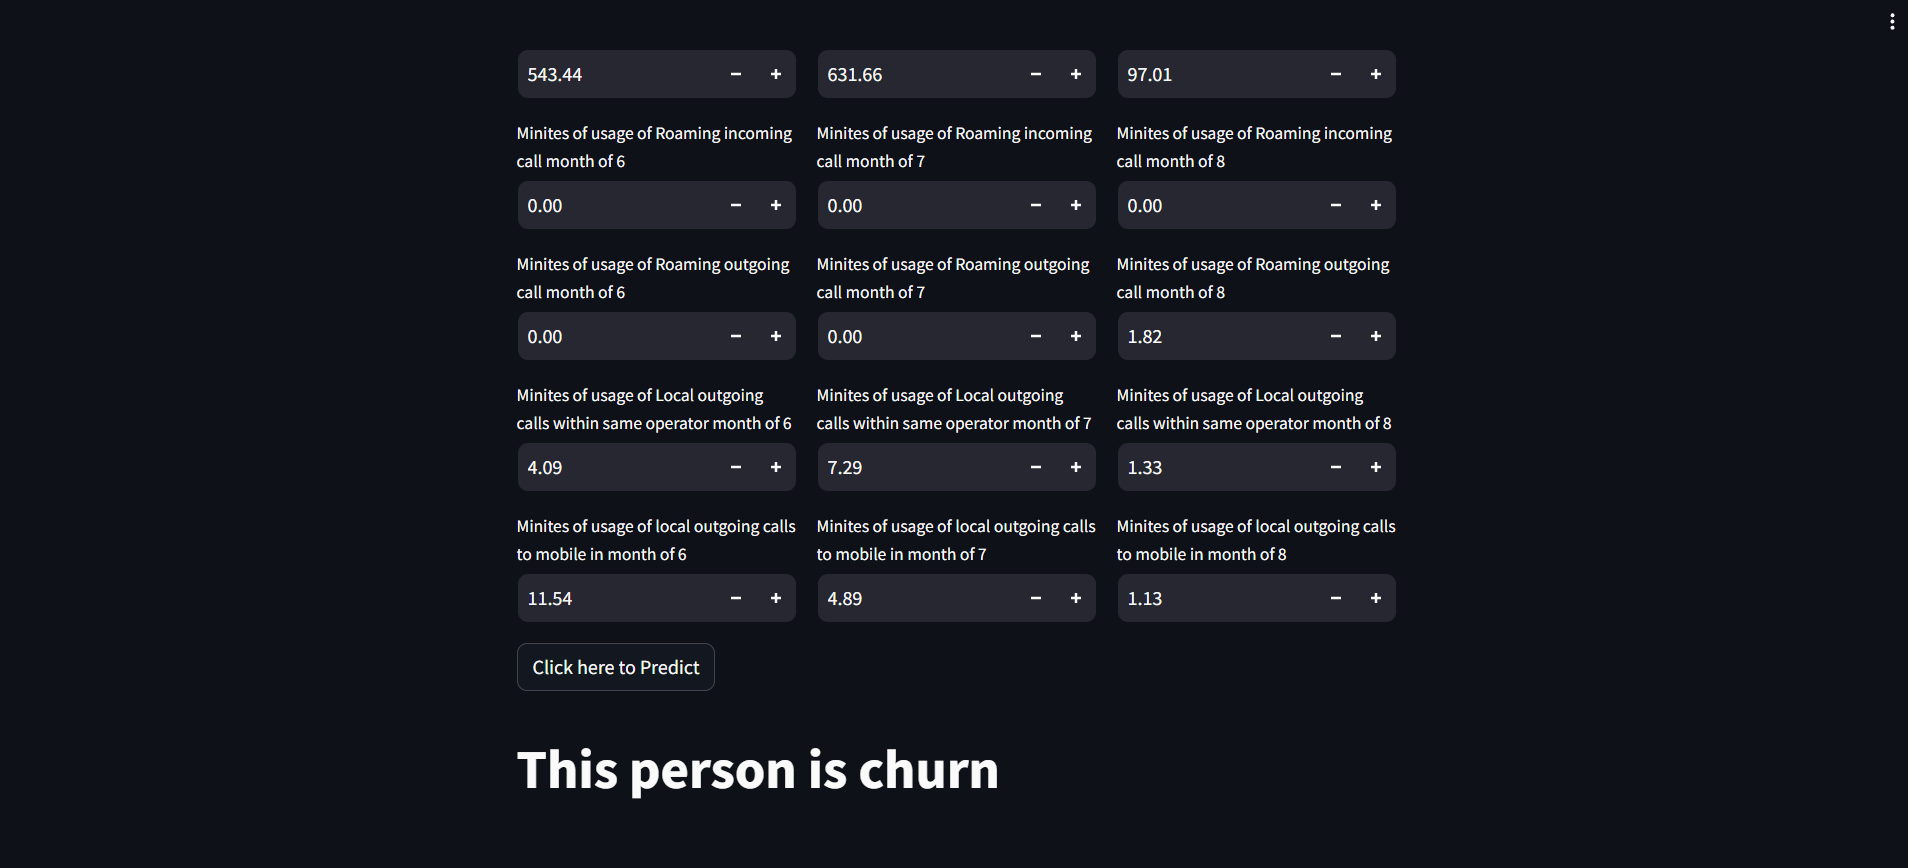 543.44 − + 631.66 − + 97.01 − +
Minites of usage of Roaming incoming
call month of 6
Minites of usage of Roaming incoming
call month of 7
Minites of usage of Roaming incoming
call month of 8
0.00 − + 0.00 − + 0.00 − +
Minites of usage of Roaming outgoing
call month of 6
Minites of usage of Roaming outgoing
call month of 7
Minites of usage of Roaming outgoing
call month of 8
0.00 − + 0.00 − + 1.82 − +
Minites of usage of Local outgoing
calls within same operator month of 6
Minites of usage of Local outgoing
calls within same operator month of 7
Minites of usage of Local outgoing
calls within same operator month of 8
4.09 − + 7.29 − + 1.33 − +
Minites of usage of local outgoing calls
to mobile in month of 6
Minites of usage of local outgoing calls
to mobile in month of 7
Minites of usage of local outgoing calls
to mobile in month of 8
11.54 − + 4.89 − + 1.13 − +
Click here to Predict
This person is churn